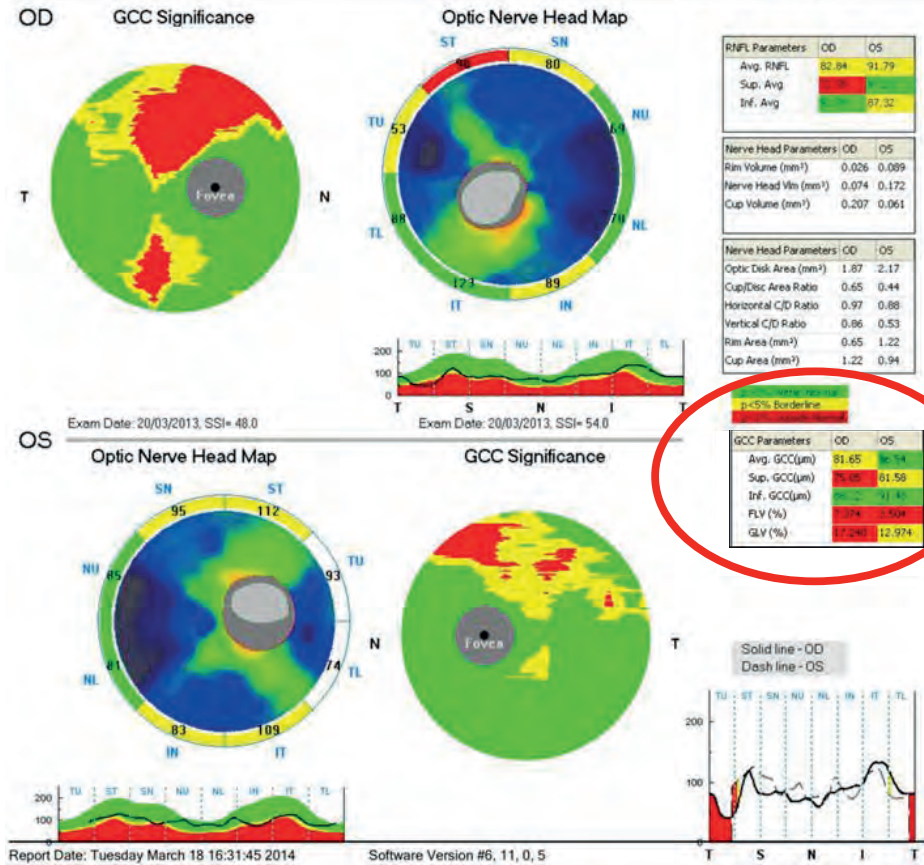 OD
GCC Significance
Optic Nerve Head Map
T
Fovea
N
ST
SN
NU
NL
IN
IT
TL
TU
80
69
89
88
53
TU ST SN NU NL IN IT TL
200
100
0
T S N I T
Exam Date: 20/03/2013, SSI= 48.0
Exam Date: 20/03/2013, SSI= 54.0
RNFL Parameters OD OS
Avg. RNFL 82.84 91.79
Sup. Avg
Inf. Avg 87.32
Nerve Head Parameters OD OS
Rim Volume (mm³) 0.026 0.089
Nerve Head Vlm (mm³) 0.074 0.172
Cup Volume (mm³) 0.207 0.061
Nerve Head Parameters OD OS
Optic Disk Area (mm²) 1.87 2.17
Cup/Disc Area Ratio 0.65 0.44
Horizontal C/D Ratio 0.97 0.88
Vertical C/D Ratio 0.86 0.53
Rim Area (mm²) 0.65 1.22
Cup Area (mm²) 1.22 0.94
p<5% Borderline
GCC Parameters OD OS
Avg. GCC(μm) 81.65
Sup. GCC(μm) 81.58
Inf. GCC(μm)
FLV (%)
GLV (%) 12.974
OS
Optic Nerve Head Map
GCC Significance
SN
ST
TU
TL
IT
IN
NL
NU
95
112
93
74
109
83
81
85
N
Fovea
T
TU ST SN NU NL IN IT TL
200
100
0
T S N I T
Solid line - OD
Dash line - OS
TU ST SN NU NL IN IT TL
200
100
0
T S N I T
Report Date: Tuesday March 18 16:31:45 2014
Software Version #6, 11, 0, 5